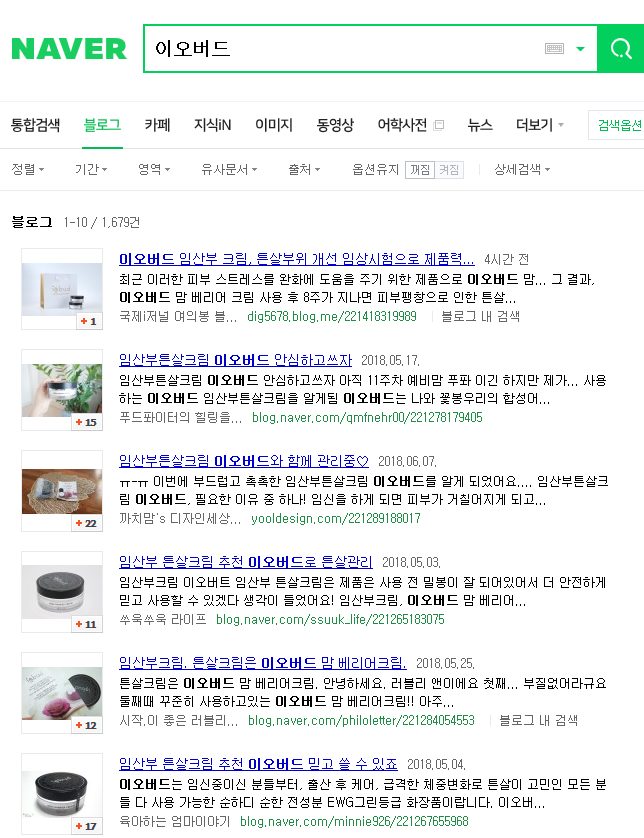 NAVER
이오버드
통합검색 블로그 카페 지식iN 이미지 동영상 어학사전 뉴스 더보기 검색옵션
정렬 기간 영역 유사문서 출처 옵션유지 꺼짐 켜짐 상세검색
블로그 1-10 / 1,679건
이오버드 임산부 크림, 튼살부위 개선 임상시험으로 제품력... 4시간 전
최근 이러한 피부 스트레스를 완화에 도움을 주기 위한 제품으로 이오버드 맘... 그 결과,
이오버드 맘 베리어 크림 사용 후 8주가 지나면 피부팽창으로 인한 튼살...
국제i저널 여의봉 블... dig5678.blog.me/221418319989 블로그 내 검색
+ 1
임산부튼살크림 이오버드 안심하고쓰자 2018.05.17.
임산부튼살크림 이오버드 안심하고쓰자 아직 11주차 예비맘 푸퐈 이긴 하지만 제가... 사용
하는 이오버드 임산부튼살크림을 알게됨 이오버드는 나와 꽃봉우리의 합성어...
푸드퐈이터의 힐링을... blog.naver.com/qmfnehr00/221278179405
+ 15
임산부튼살크림 이오버드와 함께 관리중♡ 2018.06.07.
ㅠ-ㅠ 이번에 부드럽고 촉촉한 임산부튼살크림 이오버드를 알게 되었어요.... 임산부튼살크
림 이오버드, 필요한 이유 중 하나! 임신을 하게 되면 피부가 거칠어지게 되고...
까치맘's 디자인세상... yooldesign.com/221289188017
+ 22
임산부 튼살크림 추천 이오버드로 튼살관리 2018.05.03.
임산부크림 이오버트 임산부 튼살크림은 제품은 사용 전 밀봉이 잘 되어있어서 더 안전하게
믿고 사용할 수 있겠다 생각이 들었어요! 임산부크림, 이오버드 맘 베리어...
쑤욱쑤욱 라이프 blog.naver.com/ssuuk_life/221265183075
+ 11
임산부크림. 튼살크림은 이오버드 맘 베리어크림. 2018.05.25.
튼살크림은 이오버드 맘 베리어크림. 안녕하세요. 러블리 앤이에요 첫째... 부질없어라규요
둘째때 꾸준히 사용하고있는 이오버드 맘 베리어크림!! 아주...
시작.이 좋은 러블리... blog.naver.com/philoletter/221284054553 블로그 내 검색
+ 12
임산부 튼살크림 추천 이오버드 믿고 쓸 수 있죠 2018.05.04.
이오버드는 임신중이신 분들부터, 출산 후 케어, 급격한 체중변화로 튼살이 고민인 모든 분
들 다 사용 가능한 순하디 순한 전성분 EWG그린등급 화장품이랍니다. 이오버...
육아하는 엄마이야기 blog.naver.com/minnie926/221267655968
+ 17